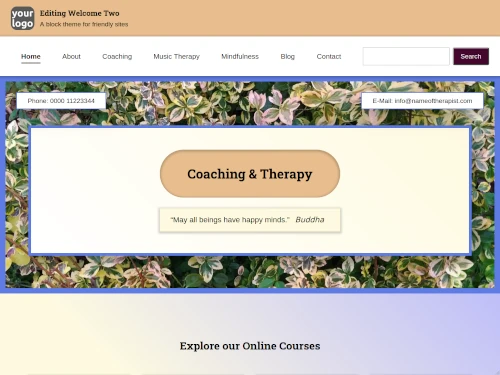 your
logo
Editing Welcome Two
A block theme for friendly sites
Home About Coaching Music Therapy Mindfulness Blog Contact Search
Phone: 0000 11223344 E-Mail: info@nameoftherapist.com
Coaching & Therapy
"May all beings have happy minds." Buddha
Explore our Online Courses